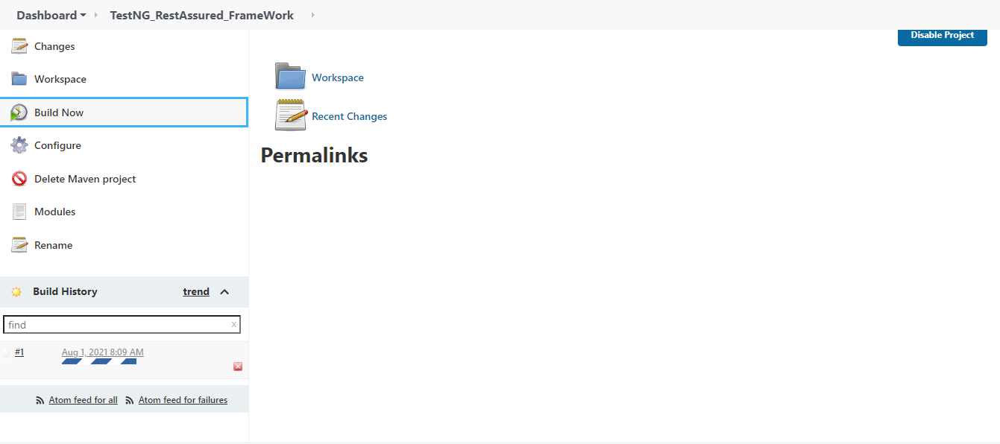 Dashboard TestNG_RestAssured_FrameWork
Changes
Workspace
Build Now
Configure
Delete Maven project
Modules
Rename
Build History trend
find x
#1 Aug 1, 2021 8:09 AM
Atom feed for all Atom feed for failures
Disable Project
Workspace
Recent Changes
Permalinks